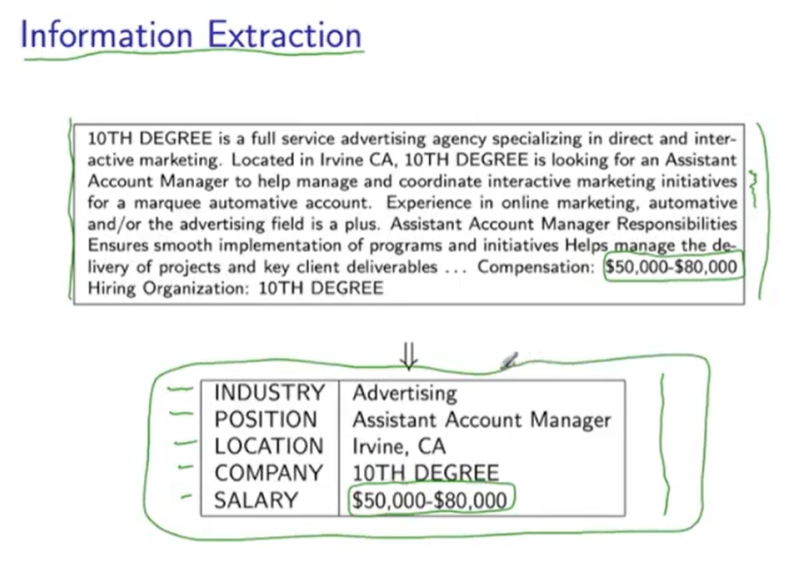 Information Extraction
10TH DEGREE is a full service advertising agency specializing in direct and inter-
active marketing. Located in Irvine CA, 10TH DEGREE is looking for an Assistant
Account Manager to help manage and coordinate interactive marketing initiatives
for a marquee automative account. Experience in online marketing, automative
and/or the advertising field is a plus. Assistant Account Manager Responsibilities
Ensures smooth implementation of programs and initiatives Helps manage the de-
livery of projects and key client deliverables ... Compensation: $50,000-$80,000
Hiring Organization: 10TH DEGREE
⇓
INDUSTRY Advertising
POSITION Assistant Account Manager
LOCATION Irvine, CA
COMPANY 10TH DEGREE
SALARY $50,000-$80,000